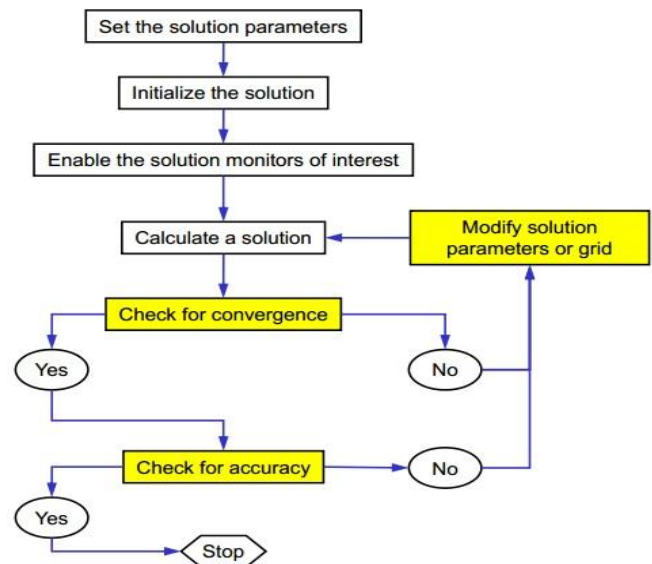 Set the solution parameters
Initialize the solution
Enable the solution monitors of interest
Calculate a solution
Modify solution
parameters or grid
Check for convergence
Yes
No
Check for accuracy
No
Yes
Stop